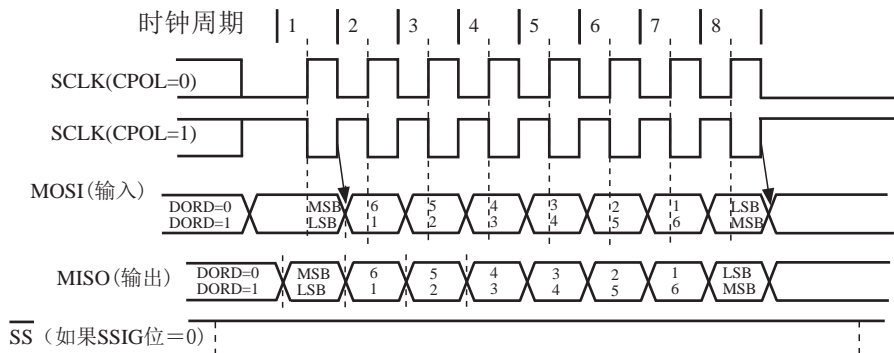 时钟周期 1 2 3 4 5 6 7 8
SCLK(CPOL=0)
SCLK(CPOL=1)
MOSI(输入)
DORD=0 MSB 6 5 4 3 2 1 LSB
DORD=1 LSB 1 2 3 4 5 6 MSB
MISO(输出)
DORD=0 MSB 6 5 4 3 2 1 LSB
DORD=1 LSB 1 2 3 4 5 6 MSB
SS（如果SSIG位＝0）